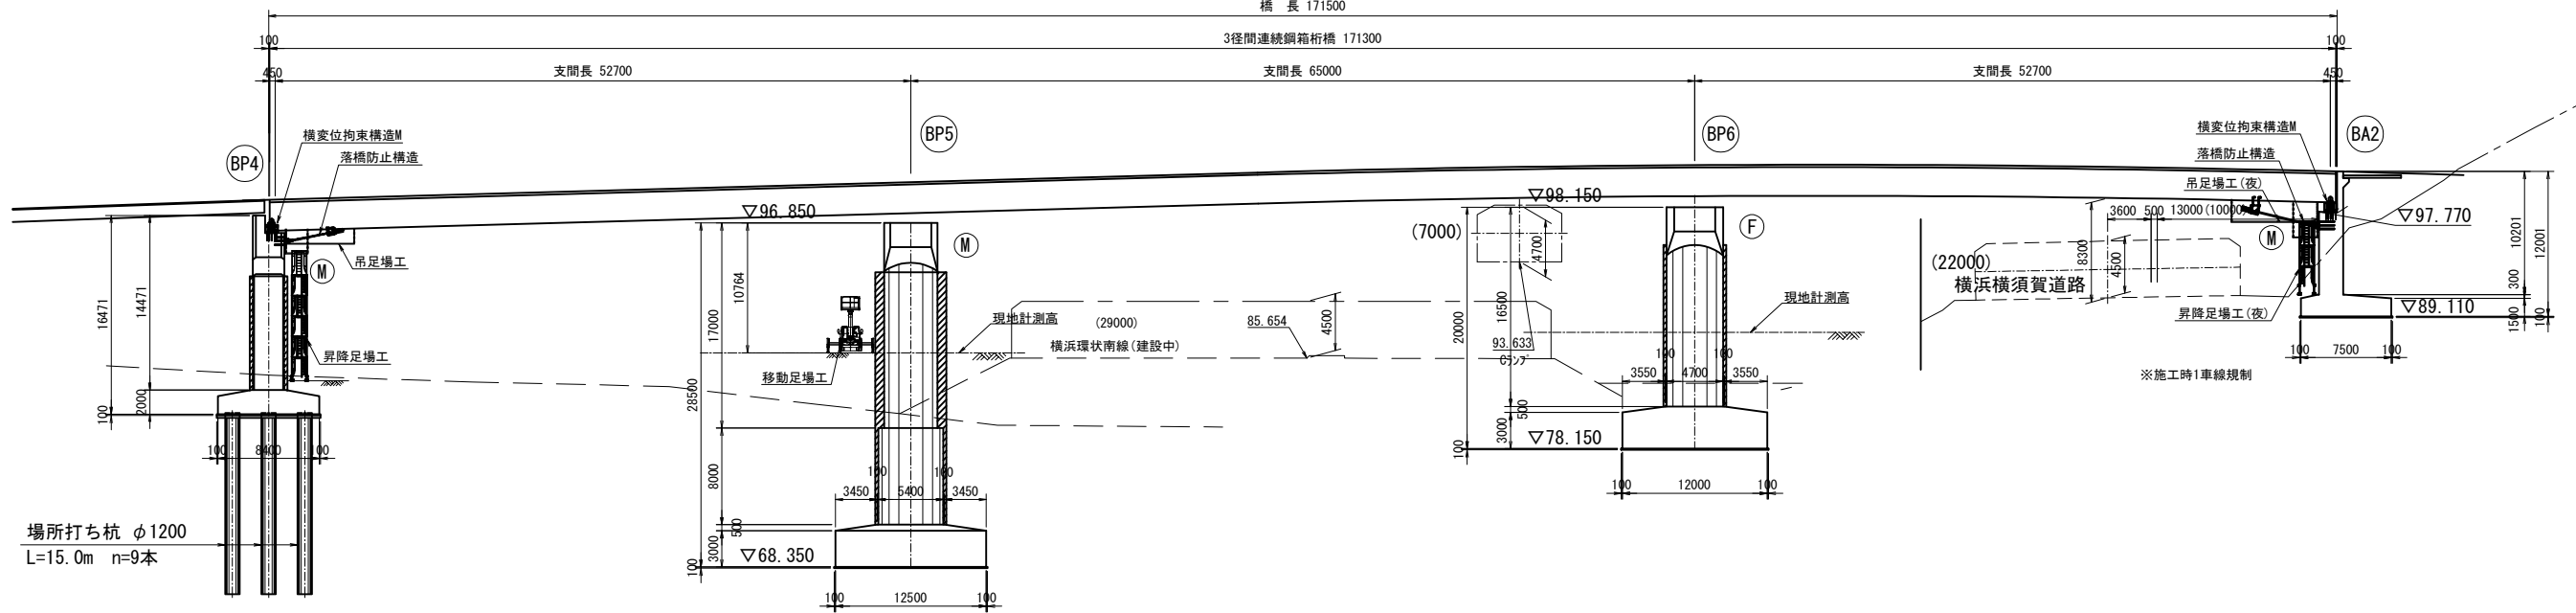 橋 長 171500
100
3径間連続鋼箱桁橋 171300
100
450
支間長 52700
支間長 65000
支間長 52700
450
BP4
横変位拘束構造M
落橋防止構造
BP5
BP6
横変位拘束構造M
BA2
落橋防止構造
吊足場工(夜)
▽96.850
▽98.150
3600
500
13000(10000)
▽97.770
(7000)
4700
M
F
M
吊足場工
M
16471
14471
10764
17000
28500
20000
16500
(22000)
横浜横須賀道路
8300
4500
10201
12001
300
現地計測高
(29000)
85.654
4500
現地計測高
横浜環状南線(建設中)
93.633
Cランプ
昇降足場工(夜)
▽89.110
1500
100
昇降足場工
移動足場工
100
7500
100
※施工時1車線規制
100
100
3550
4700
3550
2000
100
500
3000
100
▽78.150
100
8400
100
8000
100
100
3450
5400
3450
100
12000
100
場所打ち杭 φ1200
L=15.0m n=9本
500
3000
100
▽68.350
100
12500
100